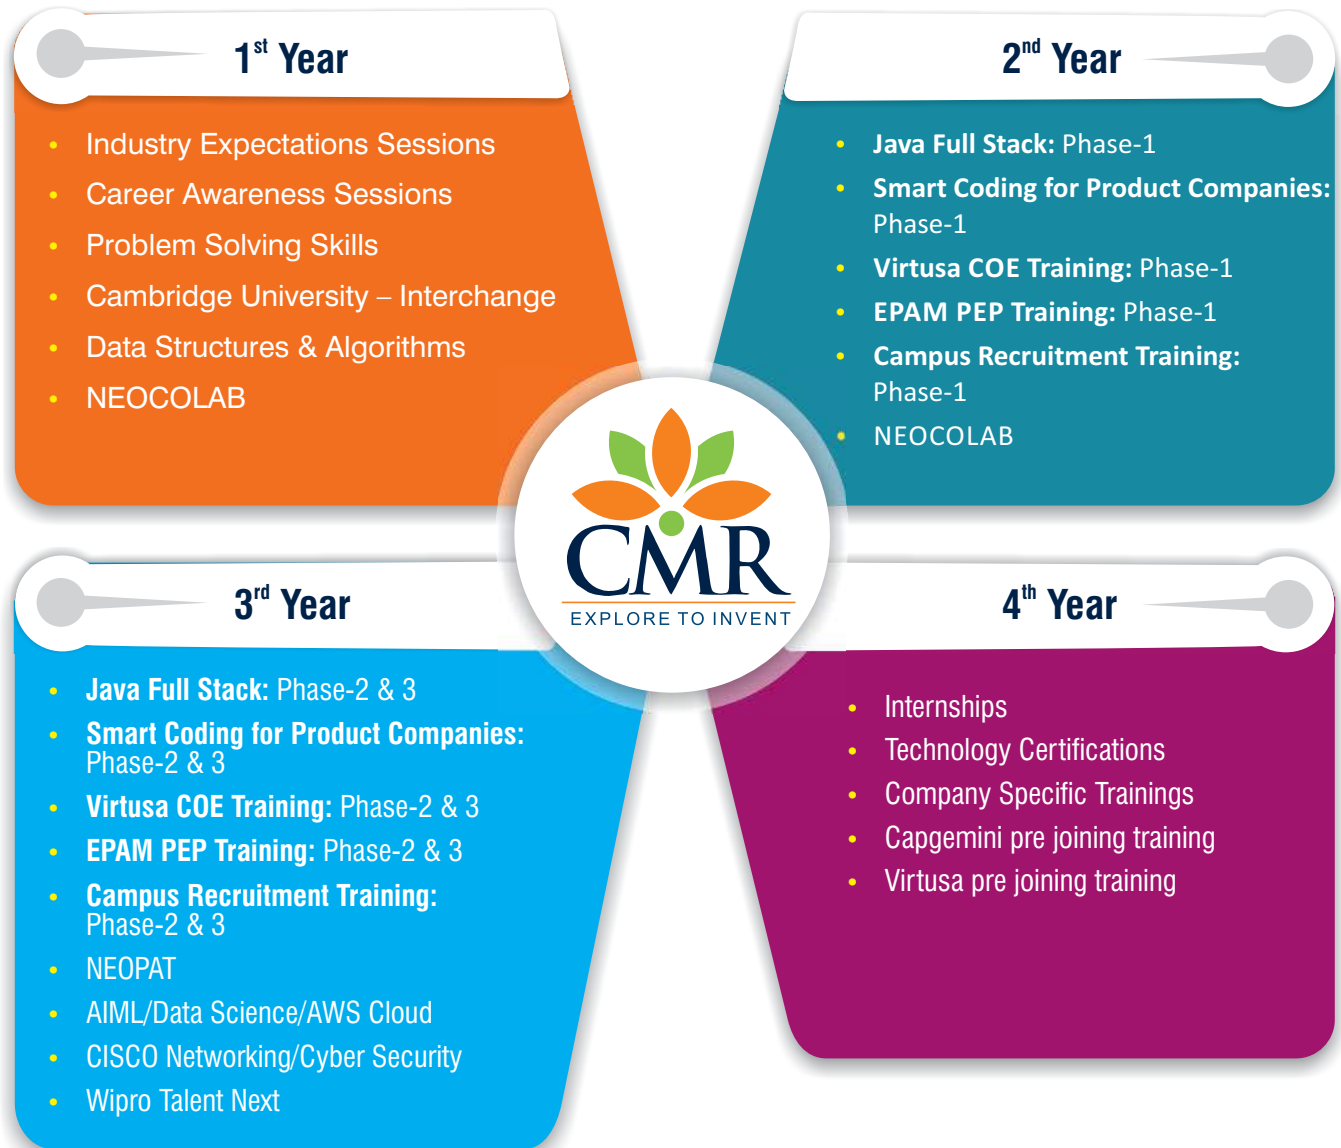 1st Year
• Industry Expectations Sessions
• Career Awareness Sessions
• Problem Solving Skills
• Cambridge University – Interchange
• Data Structures & Algorithms
• NEOCOLAB
2nd Year
• Java Full Stack: Phase-1
• Smart Coding for Product Companies:
Phase-1
• Virtusa COE Training: Phase-1
• EPAM PEP Training: Phase-1
• Campus Recruitment Training:
Phase-1
• NEOCOLAB
CMR
EXPLORE TO INVENT
3rd Year
• Java Full Stack: Phase-2 & 3
• Smart Coding for Product Companies:
Phase-2 & 3
• Virtusa COE Training: Phase-2 & 3
• EPAM PEP Training: Phase-2 & 3
• Campus Recruitment Training:
Phase-2 & 3
• NEOPAT
• AIML/Data Science/AWS Cloud
• CISCO Networking/Cyber Security
• Wipro Talent Next
4th Year
• Internships
• Technology Certifications
• Company Specific Trainings
• Capgemini pre joining training
• Virtusa pre joining training